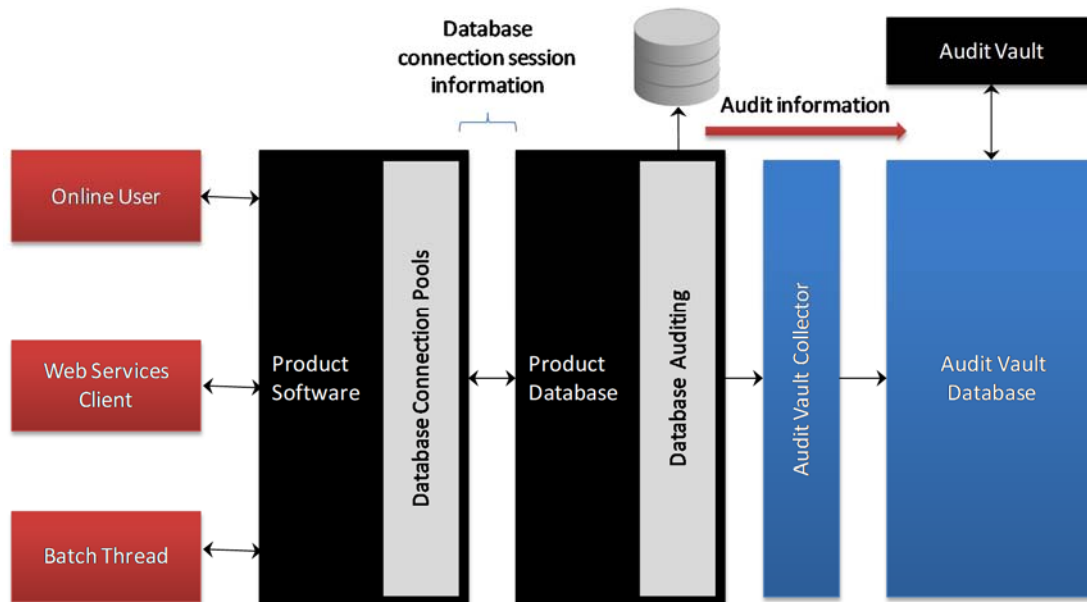 Database
connection session
information
Audit information
Audit Vault
Online User
Web Services
Client
Batch Thread
Product
Software
Database Connection Pools
Product
Database
Database Auditing
Audit Vault Collector
Audit Vault
Database